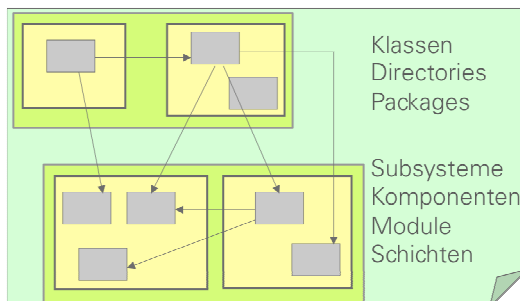 Klassen
Directories
Packages
Subsysteme
Komponenten
Module
Schichten